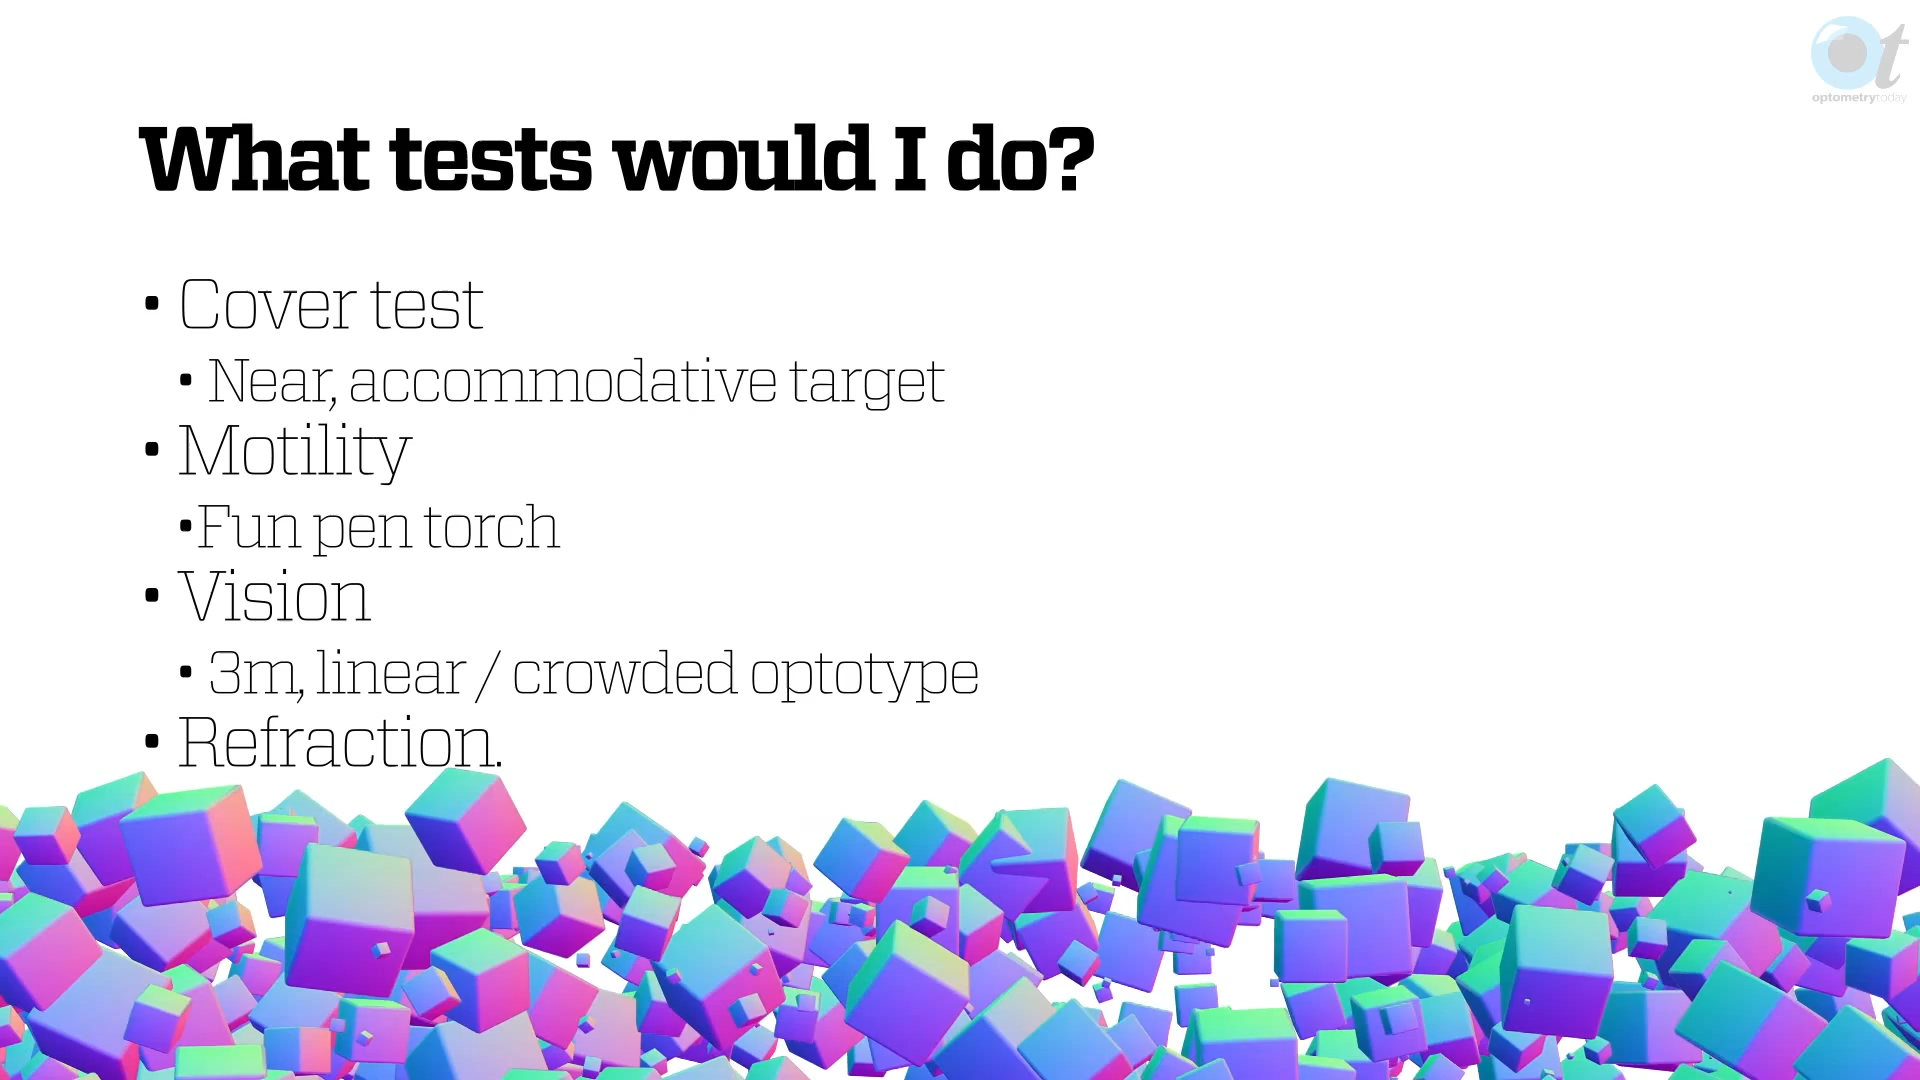 ot
optometrytoday
What tests would I do?
• Cover test
• Near, accommodative target
• Motility
•Fun pen torch
• Vision
• 3m, linear / crowded optotype
• Refraction.